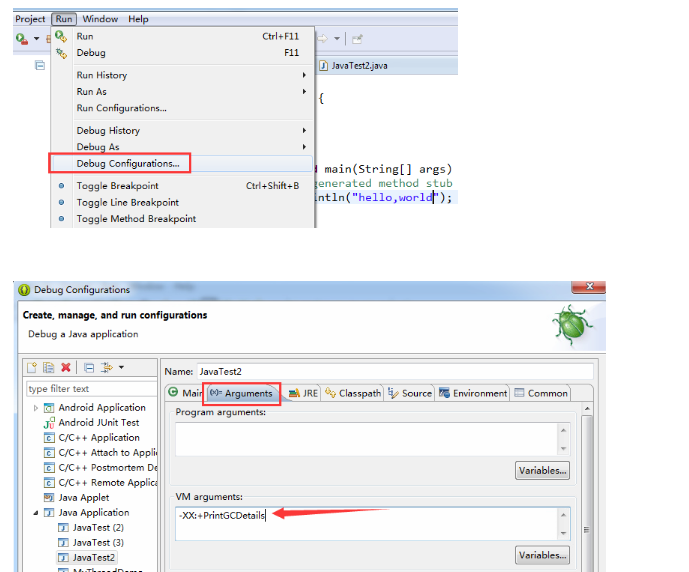 Project Run Window Help
Run Ctrl+F11
Debug F11
JavaTest2.java
Run History
Run As
{
Run Configurations...
Debug History
Debug As
Debug Configurations...
main(String[] args)
generated method stub
Toggle Breakpoint Ctrl+Shift+B
intln("hello,world");
Toggle Line Breakpoint
Toggle Method Breakpoint
Debug Configurations
Create, manage, and run configurations
Debug a Java application
Name: JavaTest2
type filter text
Main (x)= Arguments JRE Classpath Source Environment Common
Android Application
Program arguments:
Android JUnit Test
C/C++ Application
C/C++ Attach to Appli
C/C++ Postmortem De
Variables...
C/C++ Remote Applica
Java Applet
VM arguments:
Java Application
-XX:+PrintGCDetails
JavaTest (2)
JavaTest (3)
JavaTest2
Variables...